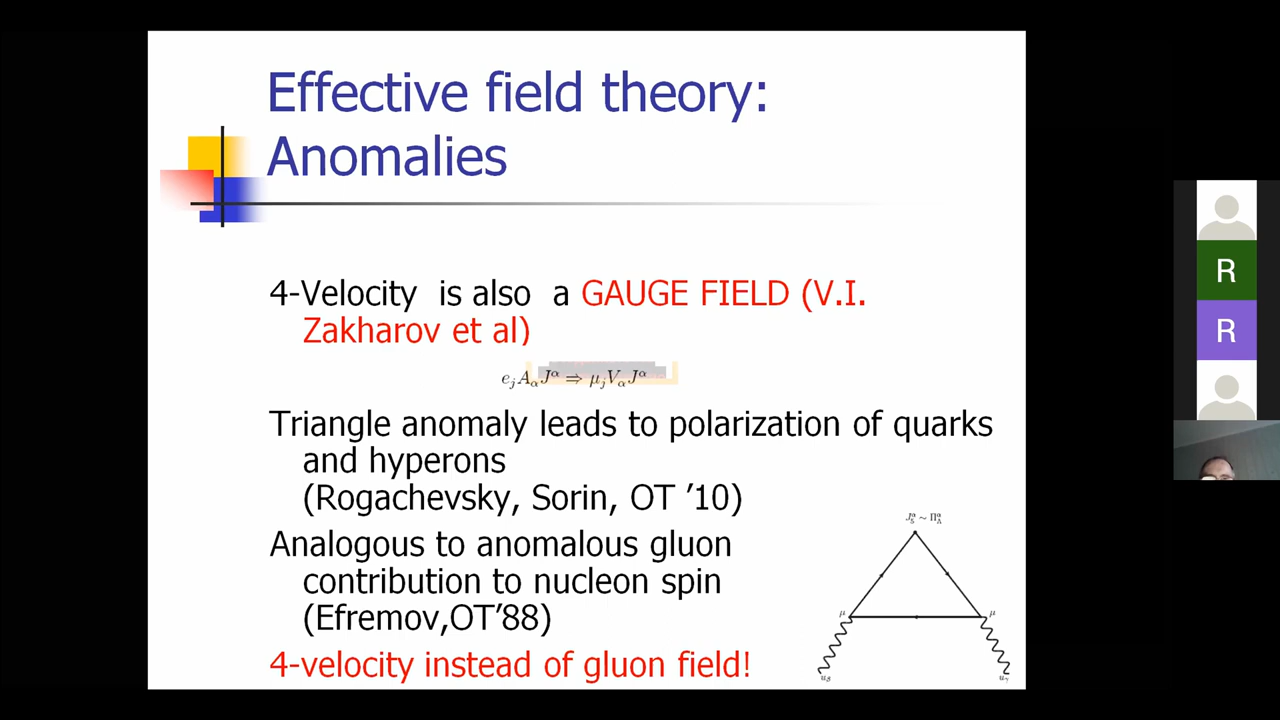 Effective field theory:
Anomalies
4-Velocity is also a GAUGE FIELD (V.I.
Zakharov et al)
e_j A_α J^α ⇒ μ_j V_α J^α
Triangle anomaly leads to polarization of quarks
and hyperons
(Rogachevsky, Sorin, OT ’10)
Analogous to anomalous gluon
contribution to nucleon spin
(Efremov,OT’88)
4-velocity instead of gluon field!
μ
μ
R
R